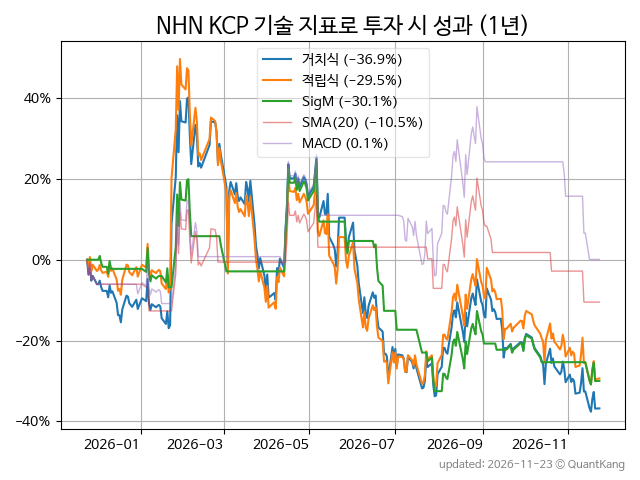 NHN KCP 기술 지표로 투자 시 성과 (1년)
거치식 (-36.9%)
적립식 (-29.5%)
SigM (-30.1%)
SMA(20) (-10.5%)
MACD (0.1%)
40%
20%
0%
-20%
-40%
2026-01 2026-03 2026-05 2026-07 2026-09 2026-11
updated: 2026-11-23 © QuantKang